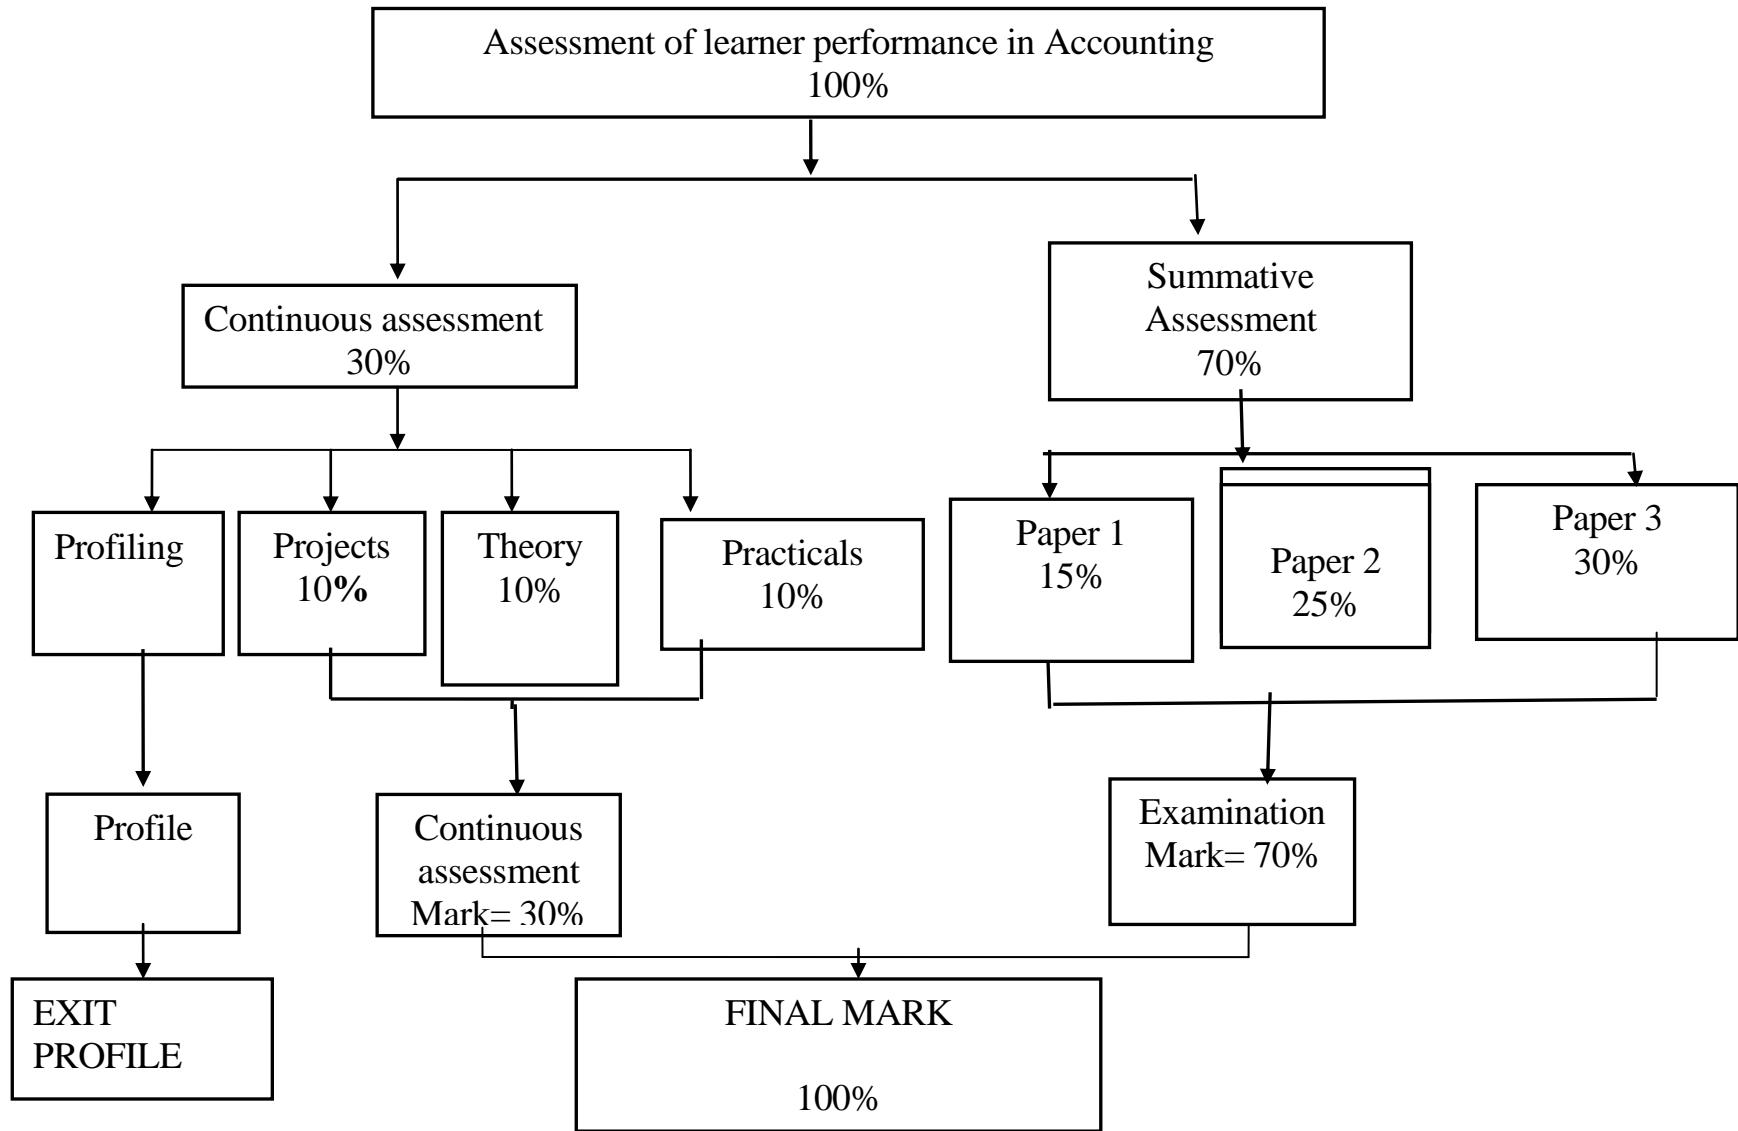 Assessment of learner performance in Accounting
100%
Continuous assessment
30%
Summative
Assessment
70%
Profiling
Projects
10%
Theory
10%
Practicals
10%
Paper 1
15%
Paper 2
25%
Paper 3
30%
Profile
Continuous
assessment
Mark= 30%
Examination
Mark= 70%
EXIT
PROFILE
FINAL MARK
100%